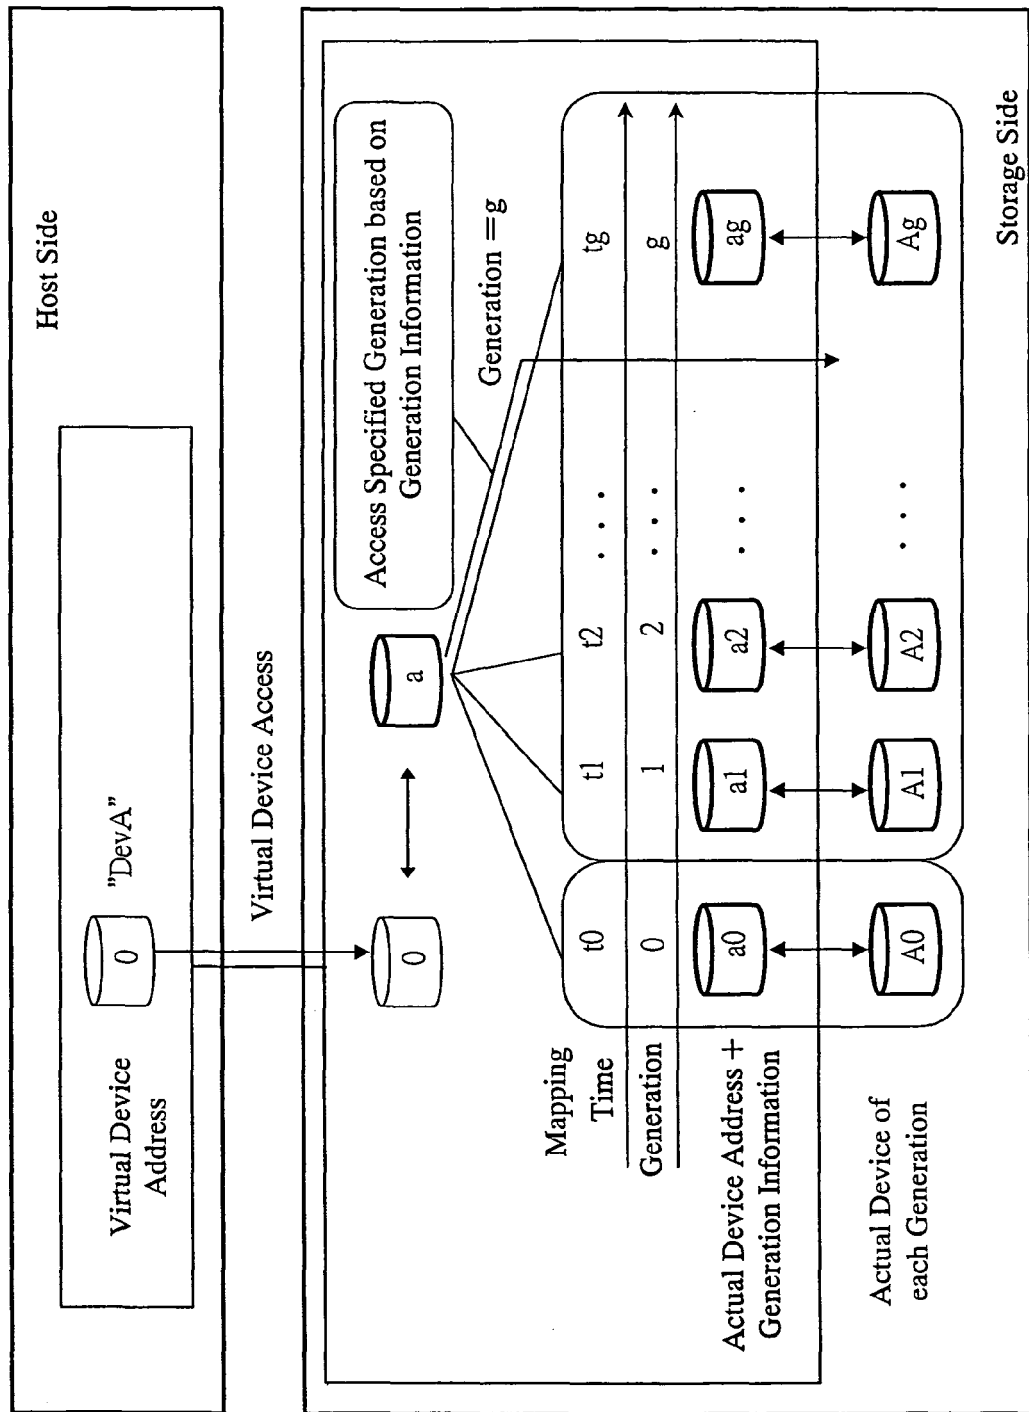 Host Side
"DevA"
0
Virtual Device
Address
Virtual Device Access
0
a
Access Specified Generation based on
Generation Information
Generation =g
Mapping
Time
t0
t1
t2
. . .
tg
Generation
0
1
2
. . .
g
Actual Device Address +
Generation Information
a0
a1
a2
. . .
ag
Actual Device of
each Generation
A0
A1
A2
. . .
Ag
Storage Side